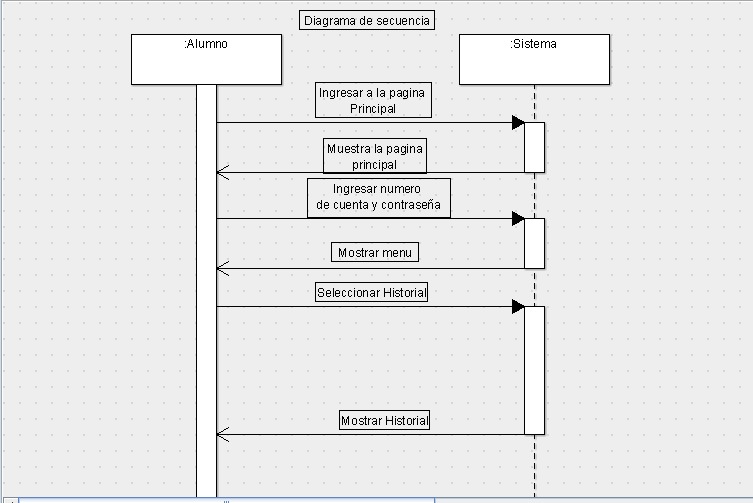 Diagrama de secuencia
:Alumno
:Sistema
Ingresar a la pagina
Principal
Muestra la pagina
principal
Ingresar numero
de cuenta y contraseña
Mostrar menu
Seleccionar Historial
Mostrar Historial